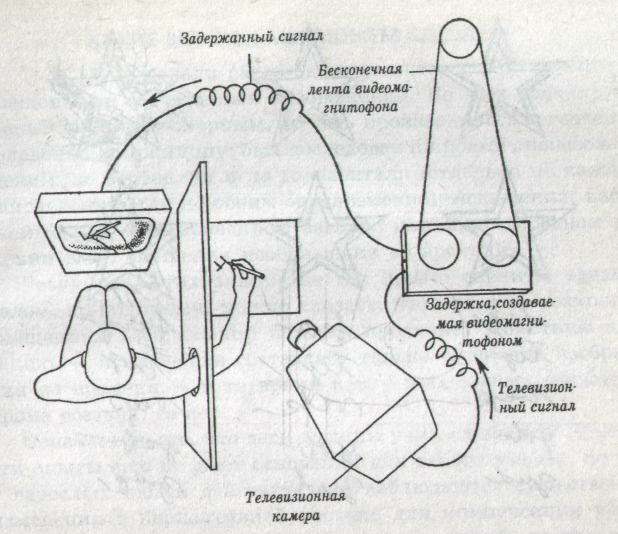 Задержанный сигнал
Бесконечная
лента видеома-
гнитофона
Задержка,создавае-
мая видеомагни-
тофоном
Телевизион-
ный сигнал
Телевизионная
камера